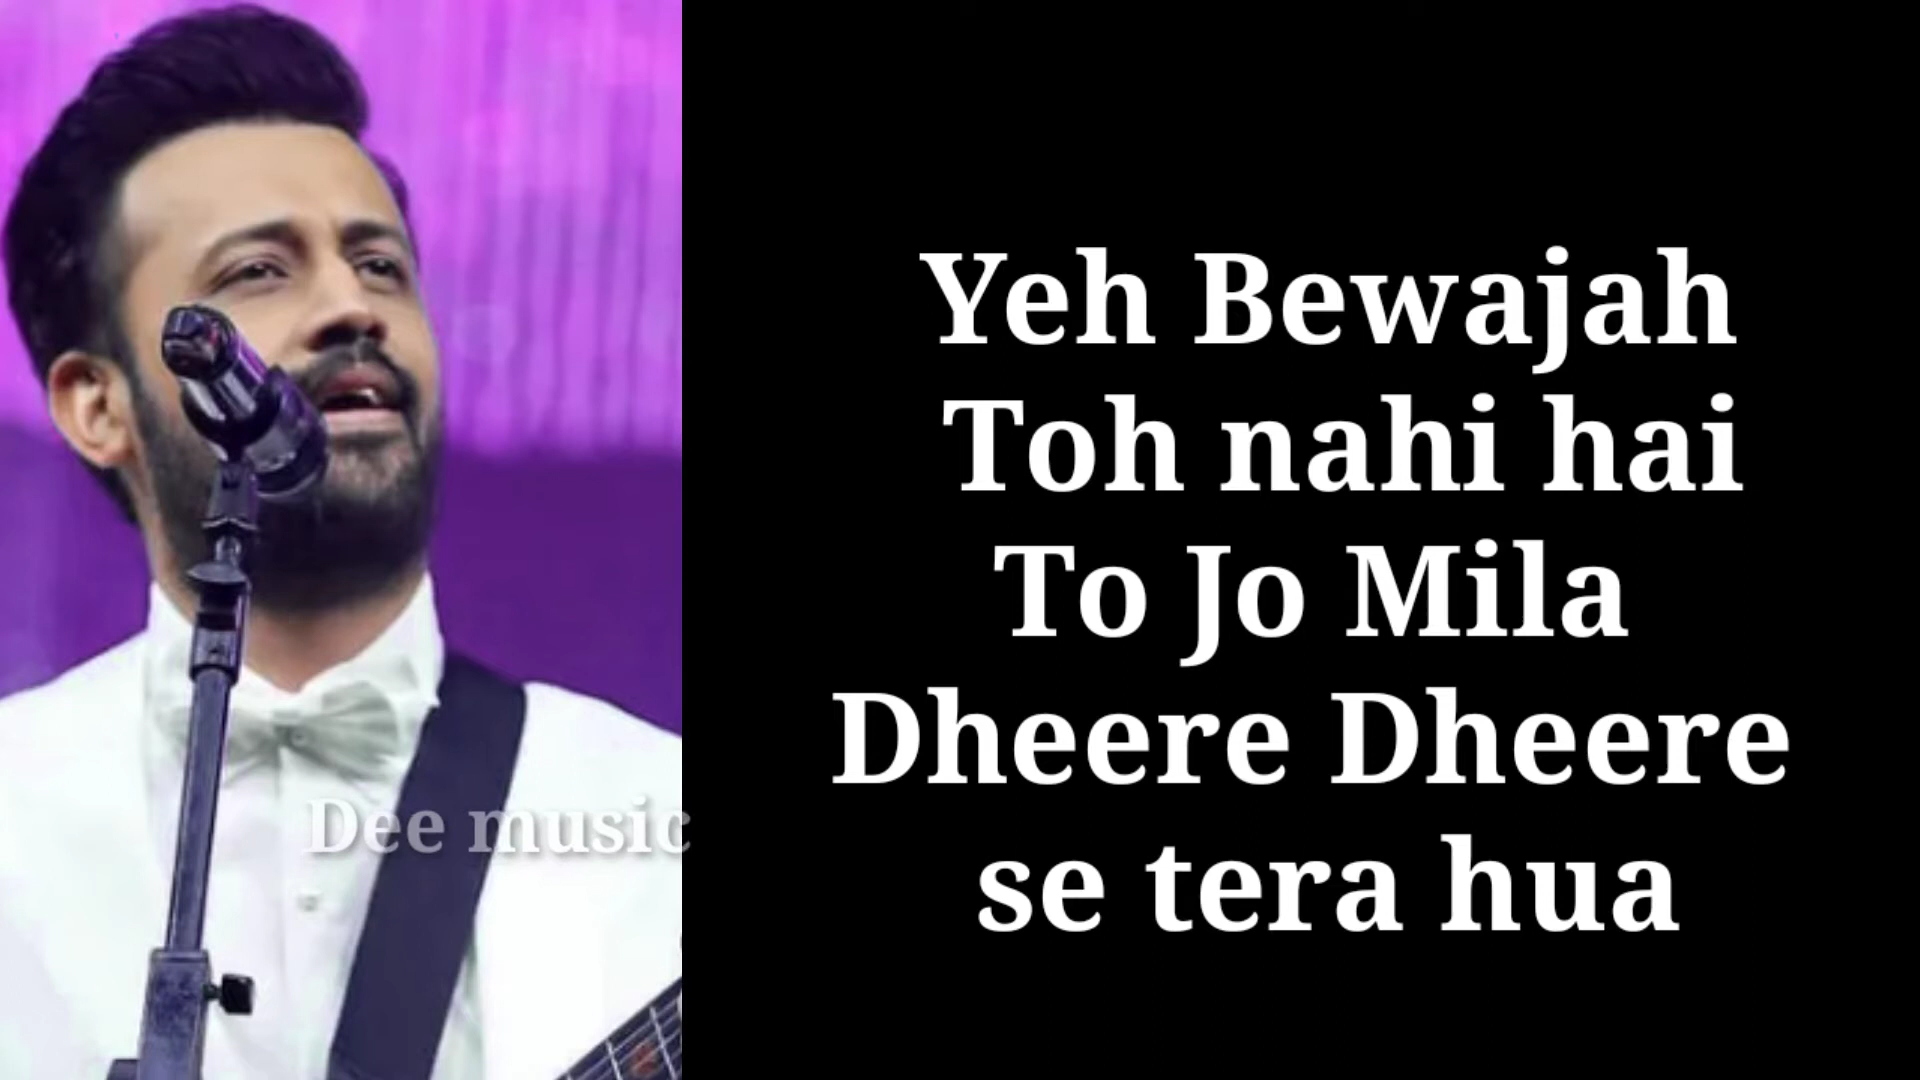 Yeh Bewajah
Toh nahi hai
To Jo Mila
Dheere Dheere
se tera hua
Dee music